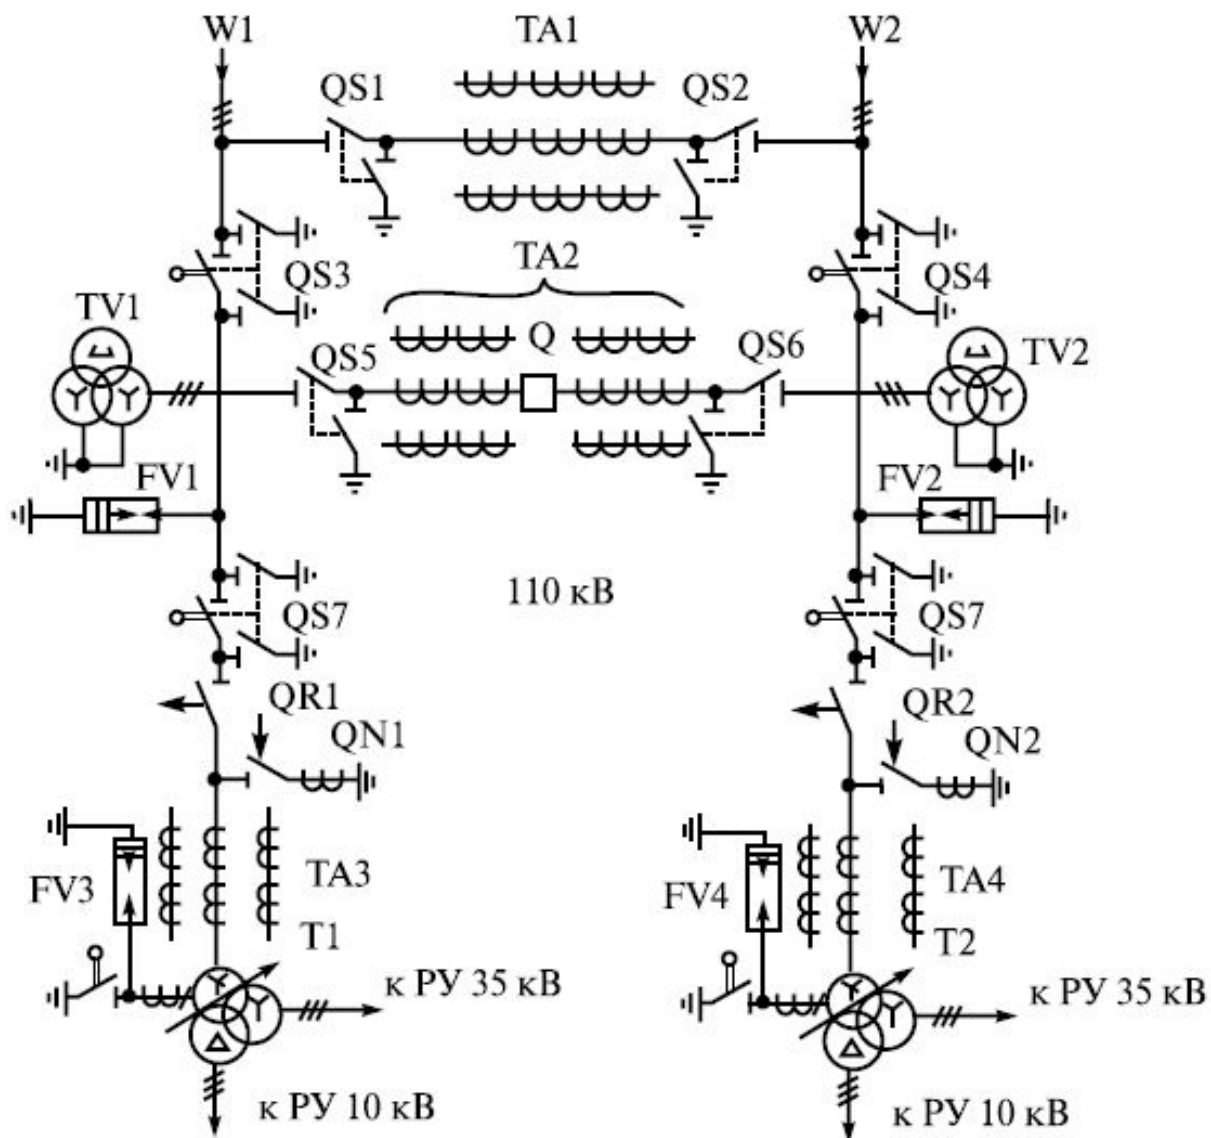 W1
TA1
W2
QS1
QS2
TA2
QS3
QS4
TV1
QS5
Q
QS6
TV2
FV1
FV2
110 кВ
QS7
QS7
QR1
QN1
QR2
QN2
FV3
TA3
FV4
TA4
T1
T2
к РУ 35 кВ
к РУ 35 кВ
к РУ 10 кВ
к РУ 10 кВ